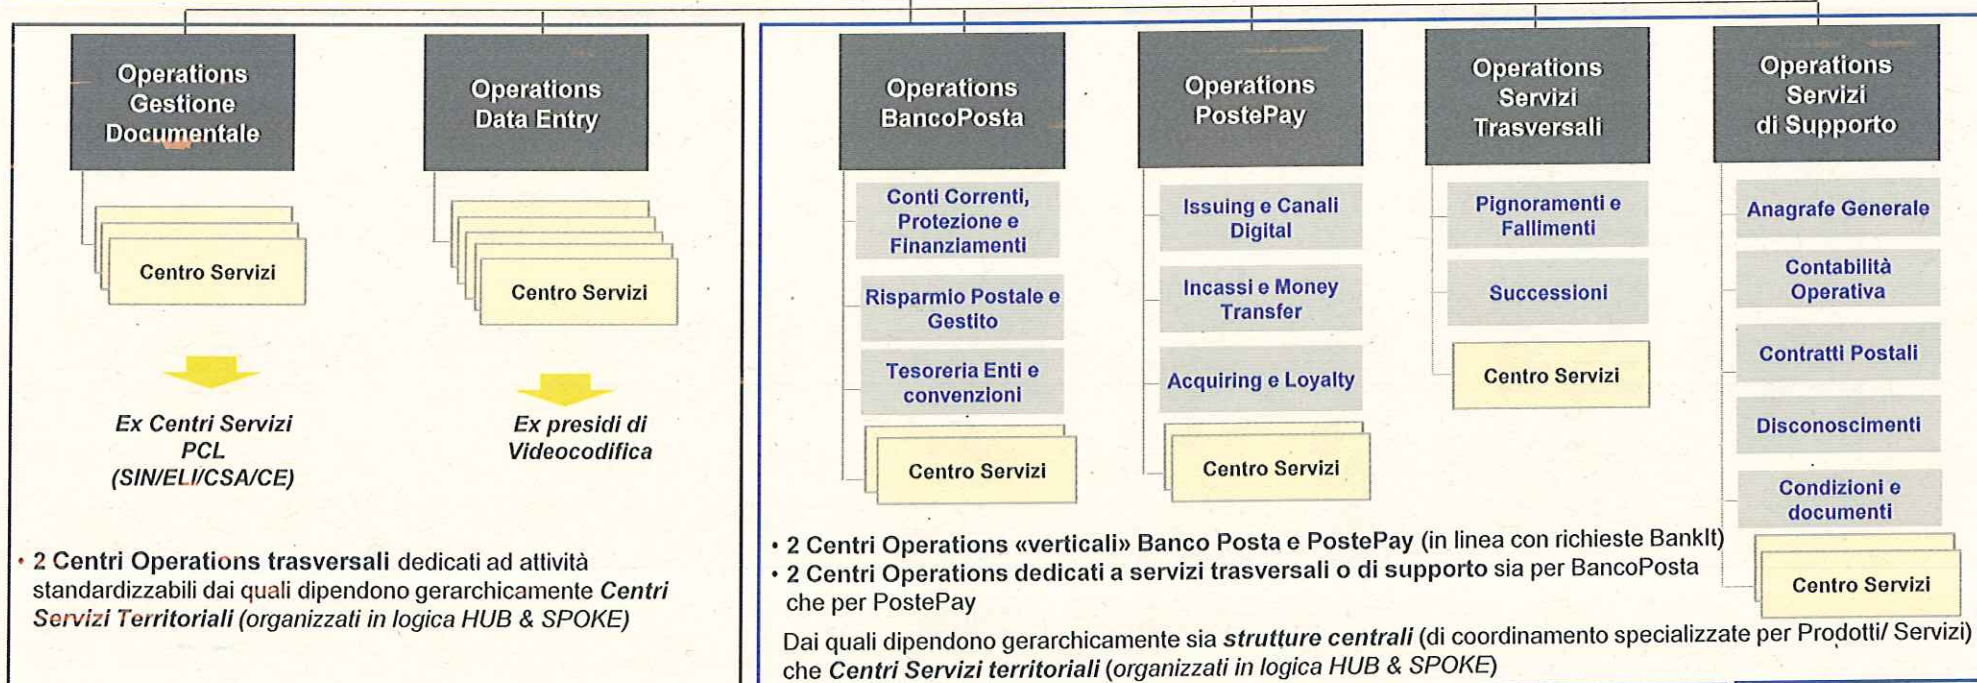 Operations
Gestione
Documentale
Centro Servizi
Ex Centri Servizi
PCL
(SIN/ELI/CSA/CE)
Operations
Data Entry
Centro Servizi
Ex presidi di
Videocodifica
• 2 Centri Operations trasversali dedicati ad attività
standardizzabili dai quali dipendono gerarchicamente Centri
Servizi Territoriali (organizzati in logica HUB & SPOKE)
Operations
BancoPosta
Conti Correnti,
Protezione e
Finanziamenti
Risparmio Postale e
Gestito
Tesoreria Enti e
convenzioni
Centro Servizi
Operations
PostePay
Issuing e Canali
Digital
Incassi e Money
Transfer
Acquiring e Loyalty
Centro Servizi
Operations
Servizi
Trasversali
Pignoramenti e
Fallimenti
Successioni
Centro Servizi
Operations
Servizi
di Supporto
Anagrafe Generale
Contabilità
Operativa
Contratti Postali
Disconoscimenti
Condizioni e
documenti
Centro Servizi
• 2 Centri Operations «verticali» Banco Posta e PostePay (in linea con richieste BankIt)
• 2 Centri Operations dedicati a servizi trasversali o di supporto sia per BancoPosta
che per PostePay
Dai quali dipendono gerarchicamente sia strutture centrali (di coordinamento specializzate per Prodotti/ Servizi)
che Centri Servizi territoriali (organizzati in logica HUB & SPOKE)